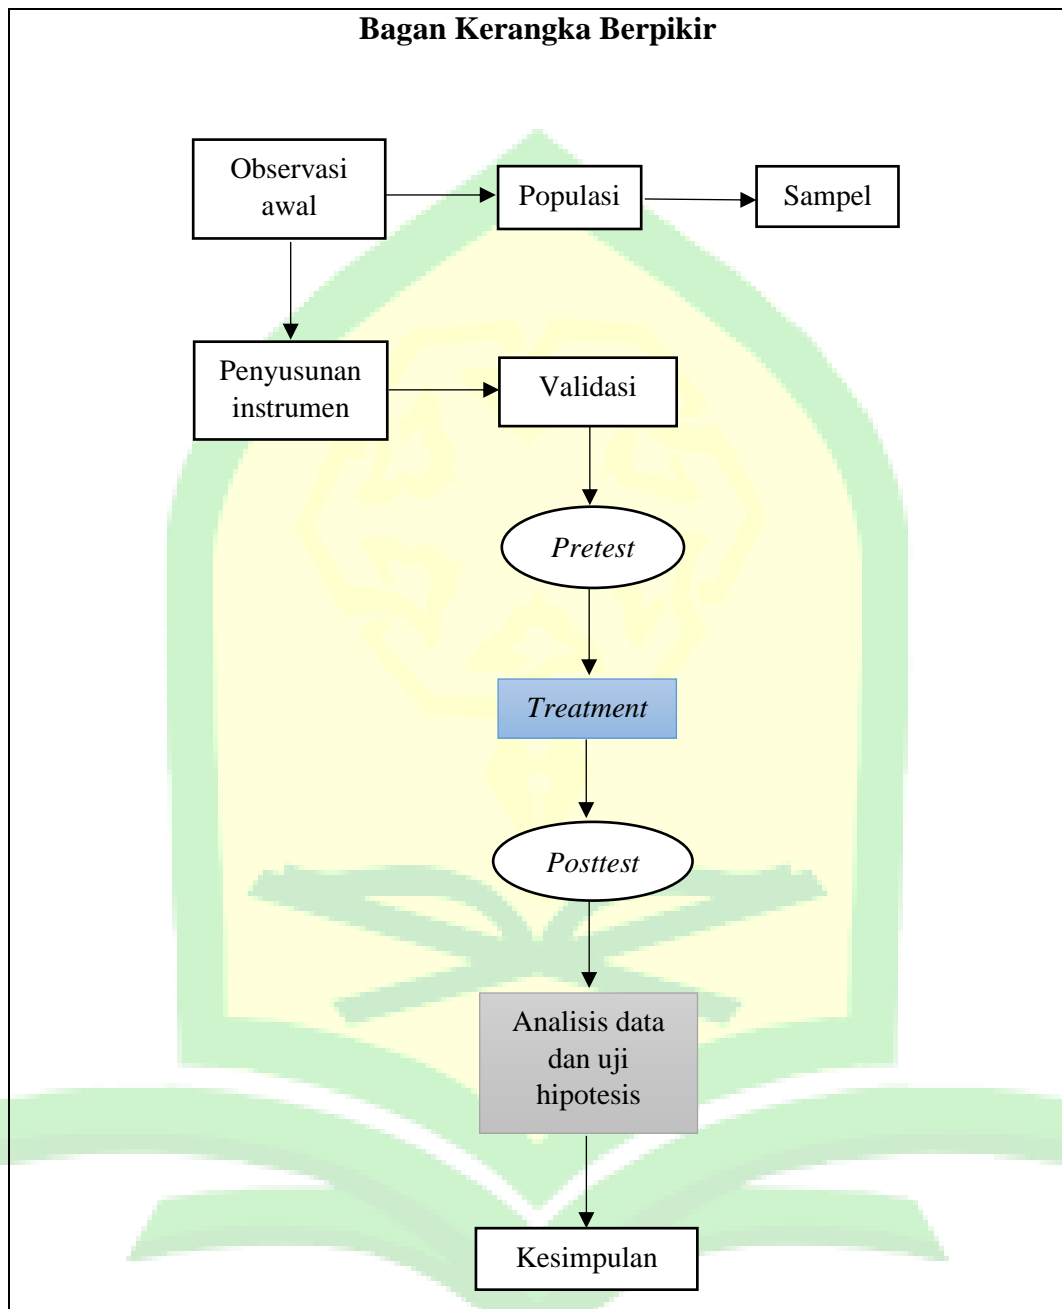 Bagan Kerangka Berpikir
Observasi
awal
Populasi
Sampel
Penyusunan
instrumen
Validasi
Pretest
Treatment
Posttest
Analisis data
dan uji
hipotesis
Kesimpulan